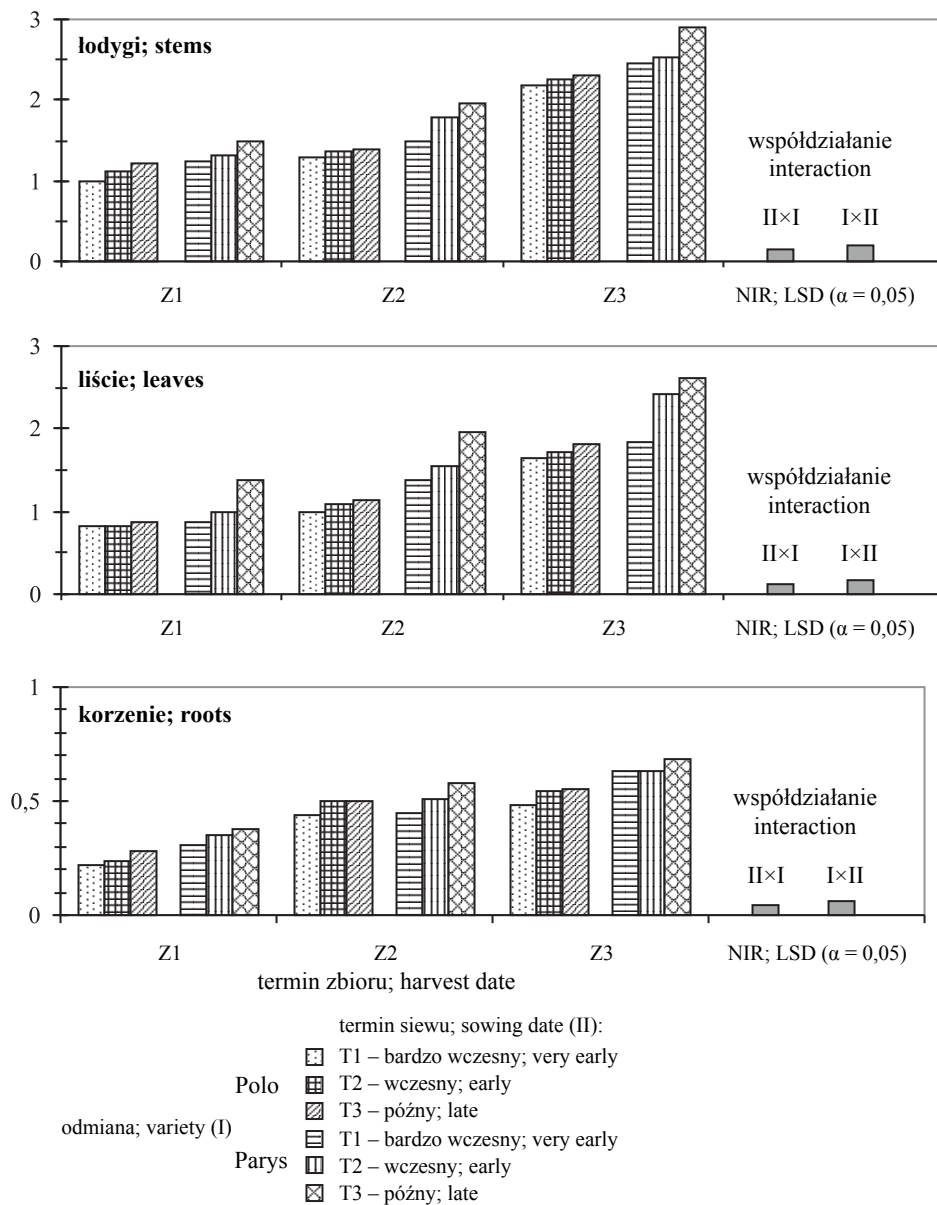 3
łodygi; stems
2
współdziałanie
interaction
1
II×I I×II
0
Z1 Z2 Z3 NIR; LSD (α = 0,05)
3
liście; leaves
2
współdziałanie
interaction
1
II×I I×II
0
Z1 Z2 Z3 NIR; LSD (α = 0,05)
1
korzenie; roots
0,5
współdziałanie
interaction
II×I I×II
0
Z1 Z2 Z3 NIR; LSD (α = 0,05)
termin zbioru; harvest date
termin siewu; sowing date (II):
T1 – bardzo wczesny; very early
Polo T2 – wczesny; early
T3 – późny; late
odmiana; variety (I) T1 – bardzo wczesny; very early
Parys T2 – wczesny; early
T3 – późny; late